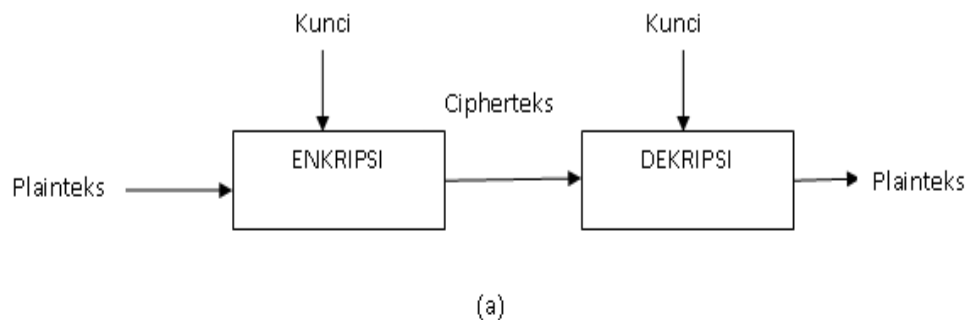 Kunci
Kunci
Cipherteks
ENKRIPSI
DEKRIPSI
Plainteks
Plainteks
(a)